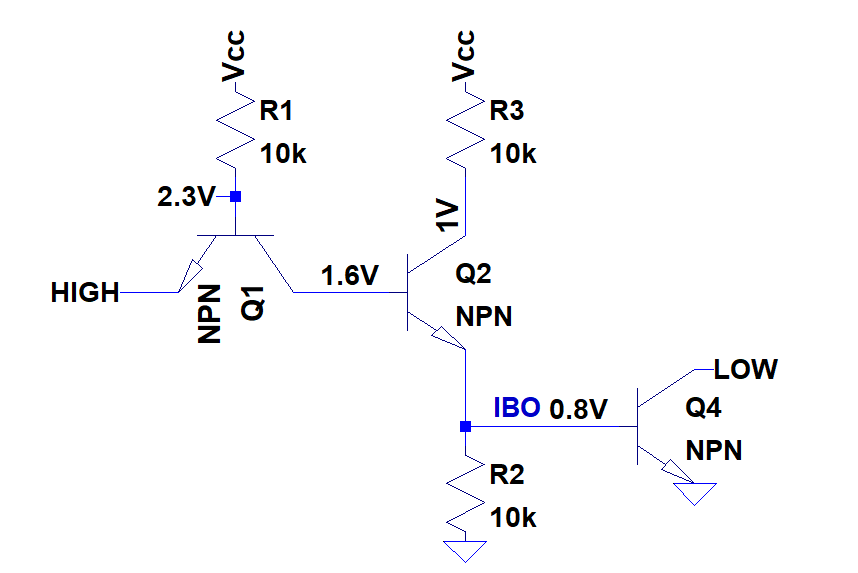 Vcc
R1
10k
2.3V
HIGH
NPN
Q1
1.6V
Vcc
R3
10k
1V
Q2
NPN
IBO 0.8V
LOW
Q4
NPN
R2
10k